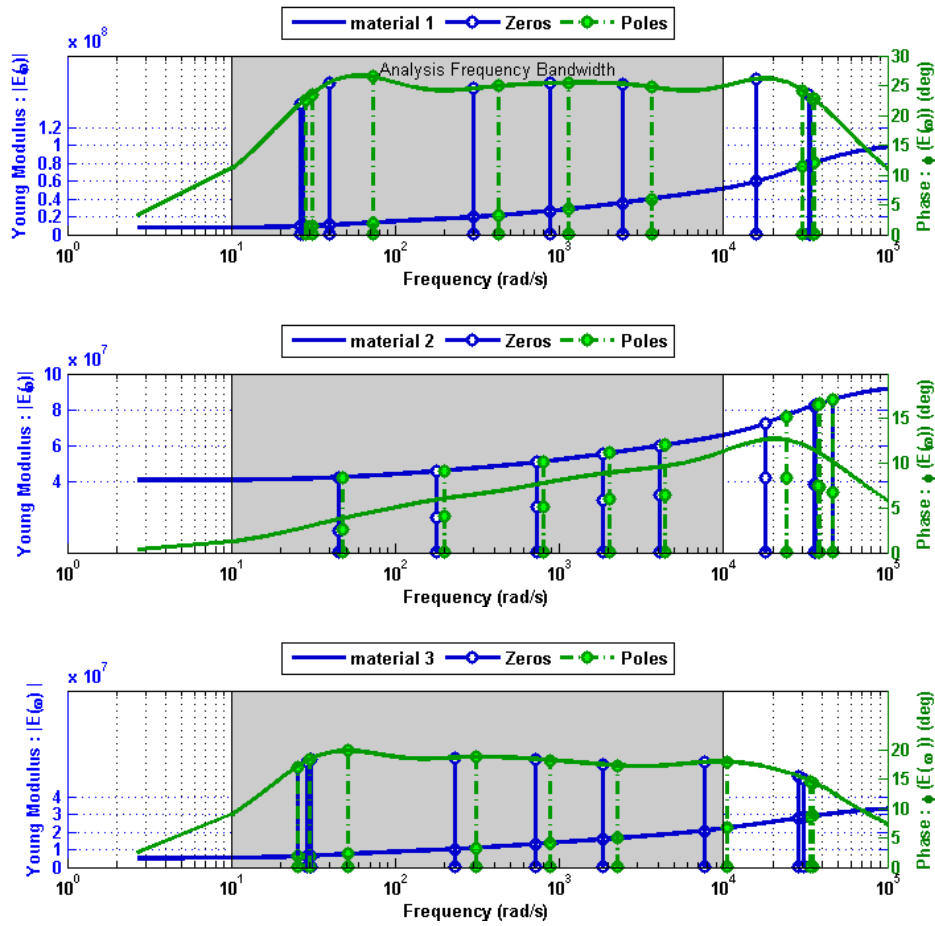 material 1 Zeros Poles
x 10^8
Analysis Frequency Bandwidth
Young Modulus : |E(ω)|
1.2
1
0.8
0.6
0.4
0.2
0
30
25
20
15
10
5
0
Phase : ϕ (E(ω)) (deg)
10^0 10^1 10^2 10^3 10^4 10^5
Frequency (rad/s)
material 2 Zeros Poles
x 10^7
Young Modulus : |E(ω)|
10
8
6
4
15
10
5
0
Phase : ϕ (E(ω)) (deg)
10^0 10^1 10^2 10^3 10^4 10^5
Frequency (rad/s)
material 3 Zeros Poles
x 10^7
Young Modulus : |E(ω) |
4
3
2
1
0
20
15
10
5
0
Phase : ϕ (E(ω)) (deg)
10^0 10^1 10^2 10^3 10^4 10^5
Frequency (rad/s)